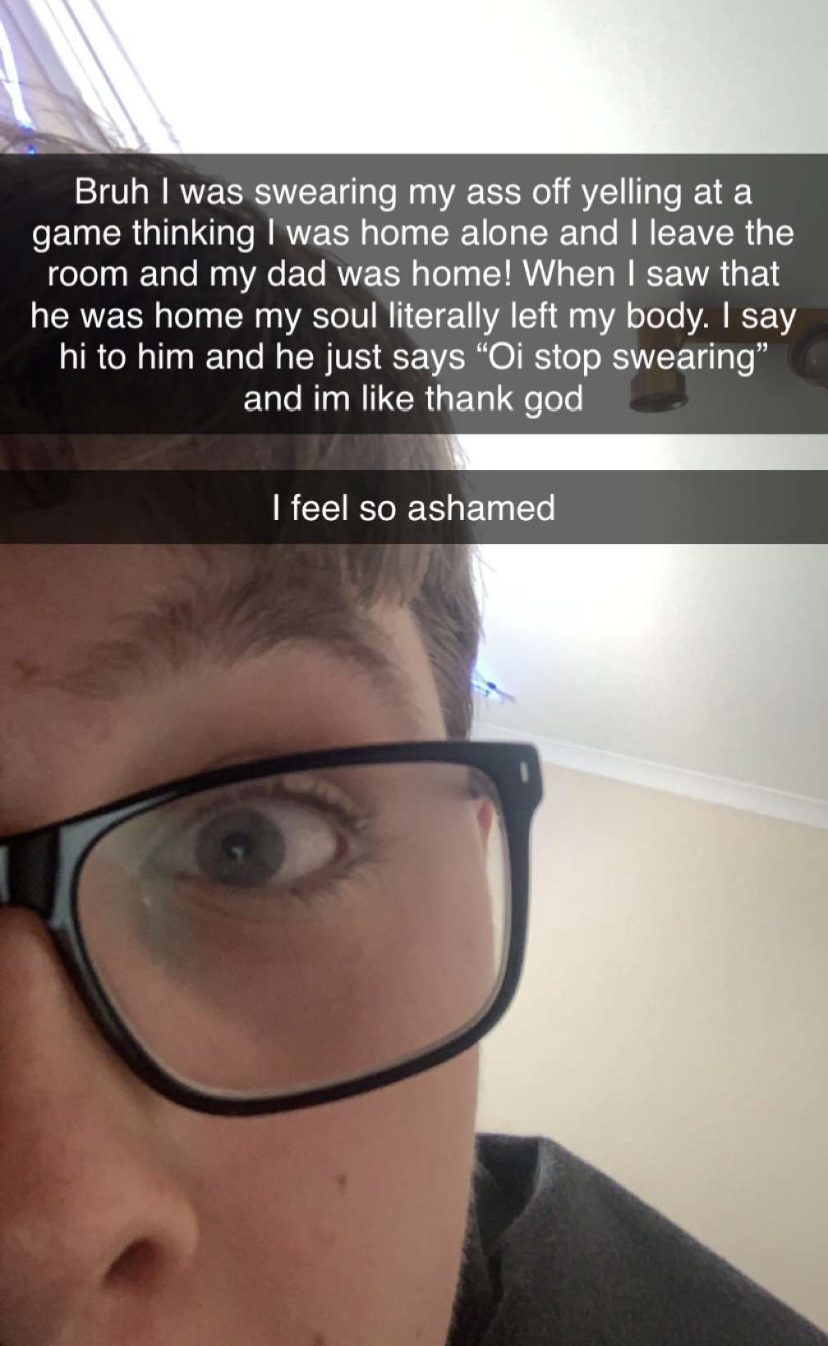 Bruh I was swearing my ass off yelling at a
game thinking I was home alone and I leave the
room and my dad was home! When I saw that
he was home my soul literally left my body. I say
hi to him and he just says “Oi stop swearing”
and im like thank god
I feel so ashamed